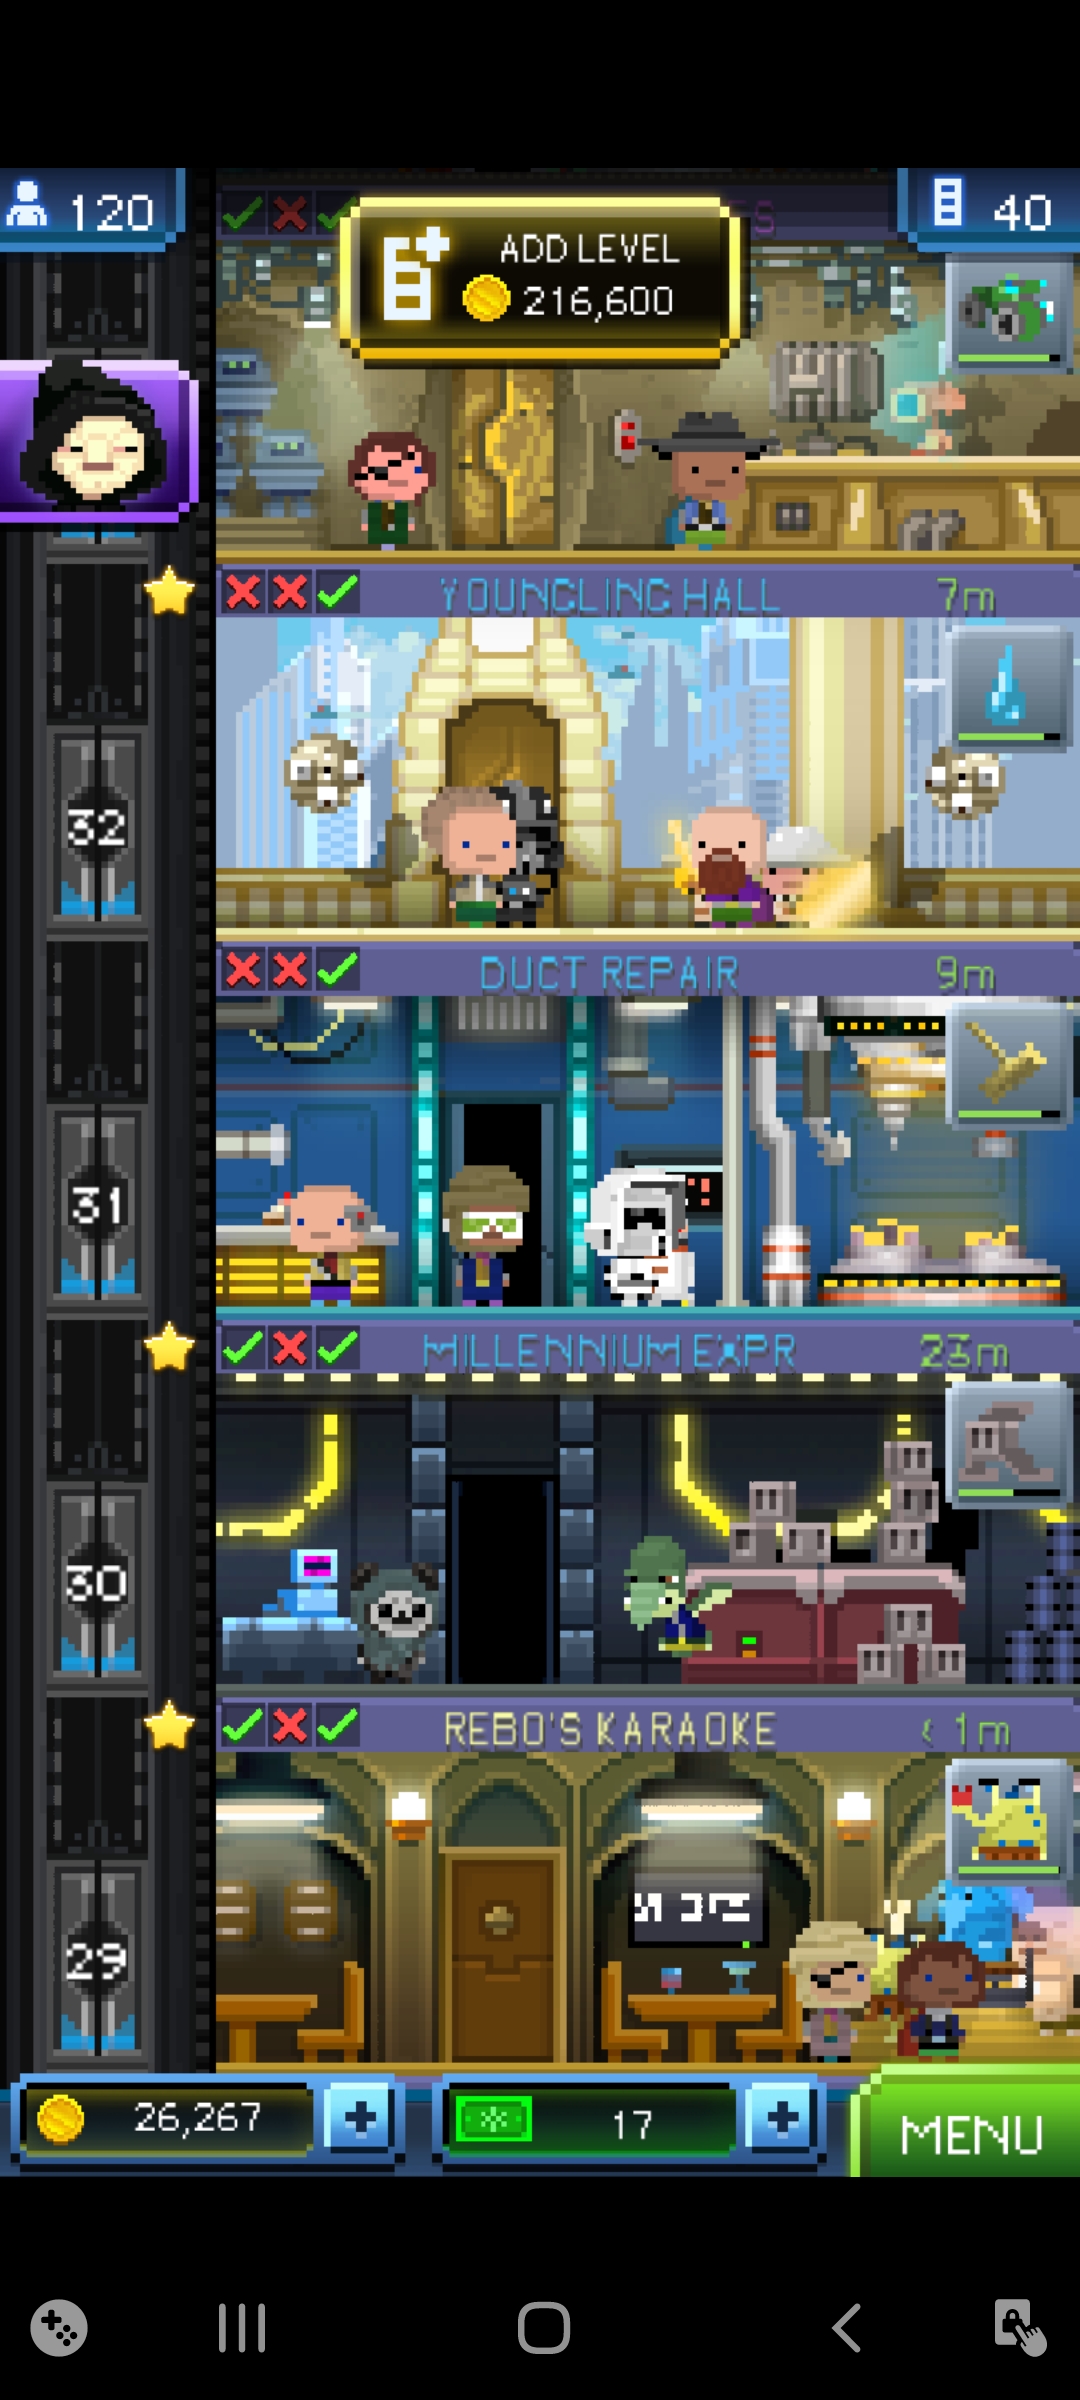 120
40
ADD LEVEL
216,600
YOUNGLING HALL 7m
32
DUCT REPAIR 9m
31
MILLENNIUM EXPR 23m
30
REBO'S KARAOKE < 1m
29
26,267
17
MENU